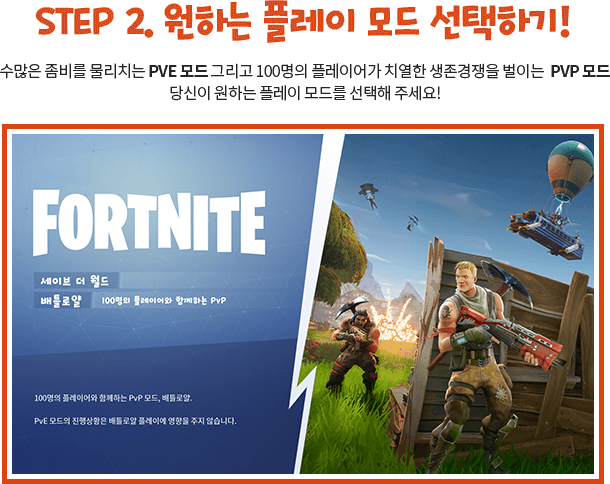 STEP 2. 원하는 플레이 모드 선택하기!
수많은 좀비를 물리치는 PVE 모드 그리고 100명의 플레이어가 치열한 생존경쟁을 벌이는 PVP 모드
당신이 원하는 플레이 모드를 선택해 주세요!
FORTNITE
세이브 더 월드
배틀로얄 100명의 플레이어와 함께하는 PvP
100명의 플레이어와 함께하는 PvP 모드, 배틀로얄.
PvE 모드의 진행상황은 배틀로얄 플레이에 영향을 주지 않습니다.